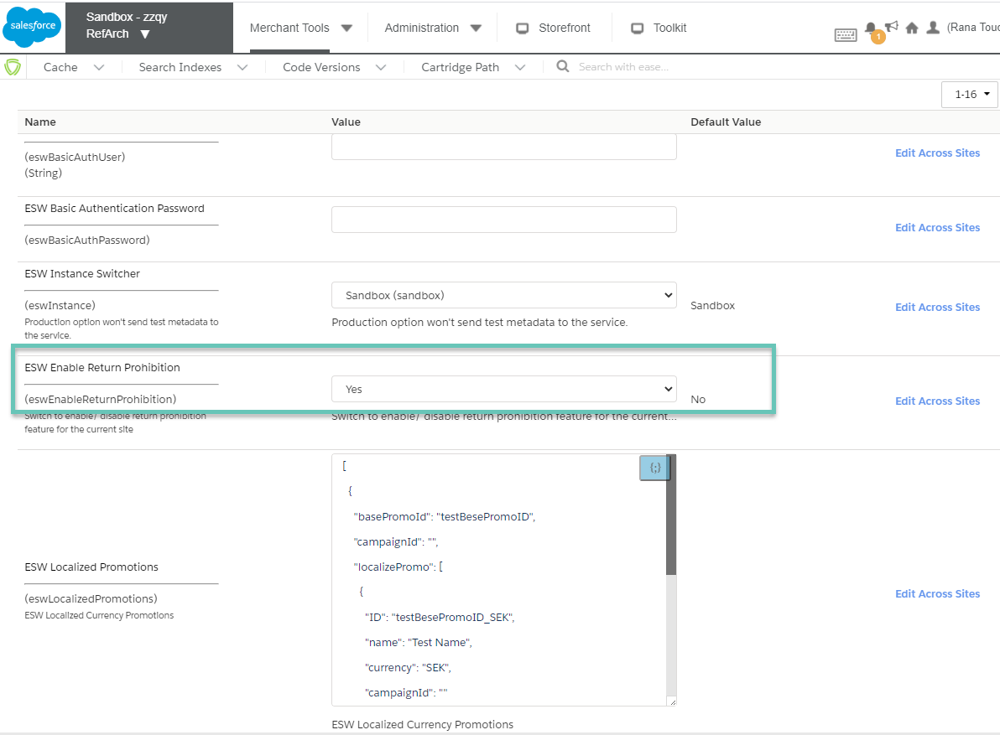 salesforce
Sandbox - zzqy
RefArch
Merchant Tools
Administration
Storefront
Toolkit
1
(Rana Touc
Cache
Search Indexes
Code Versions
Cartridge Path
Search with ease...
1-16
Name
Value
Default Value
(eswBasicAuthUser)
(String)
Edit Across Sites
ESW Basic Authentication Password
(eswBasicAuthPassword)
Edit Across Sites
ESW Instance Switcher
(eswInstance)
Production option won't send test metadata to
the service.
Sandbox (sandbox)
Production option won't send test metadata to the service.
Sandbox
Edit Across Sites
ESW Enable Return Prohibition
(eswEnableReturnProhibition)
Switch to enable/ disable return prohibition
feature for the current site
Yes
Switch to enable/ disable return prohibition feature for the current...
No
Edit Across Sites
ESW Localized Promotions
(eswLocalizedPromotions)
ESW Localized Currency Promotions
[
{;}
{
"basePromoId": "testBesePromoID",
"campaignId": "",
"localizePromo": [
{
"ID": "testBesePromoID_SEK",
"name": "Test Name",
"currency": "SEK",
"campaignId": ""
ESW Localized Currency Promotions
Edit Across Sites